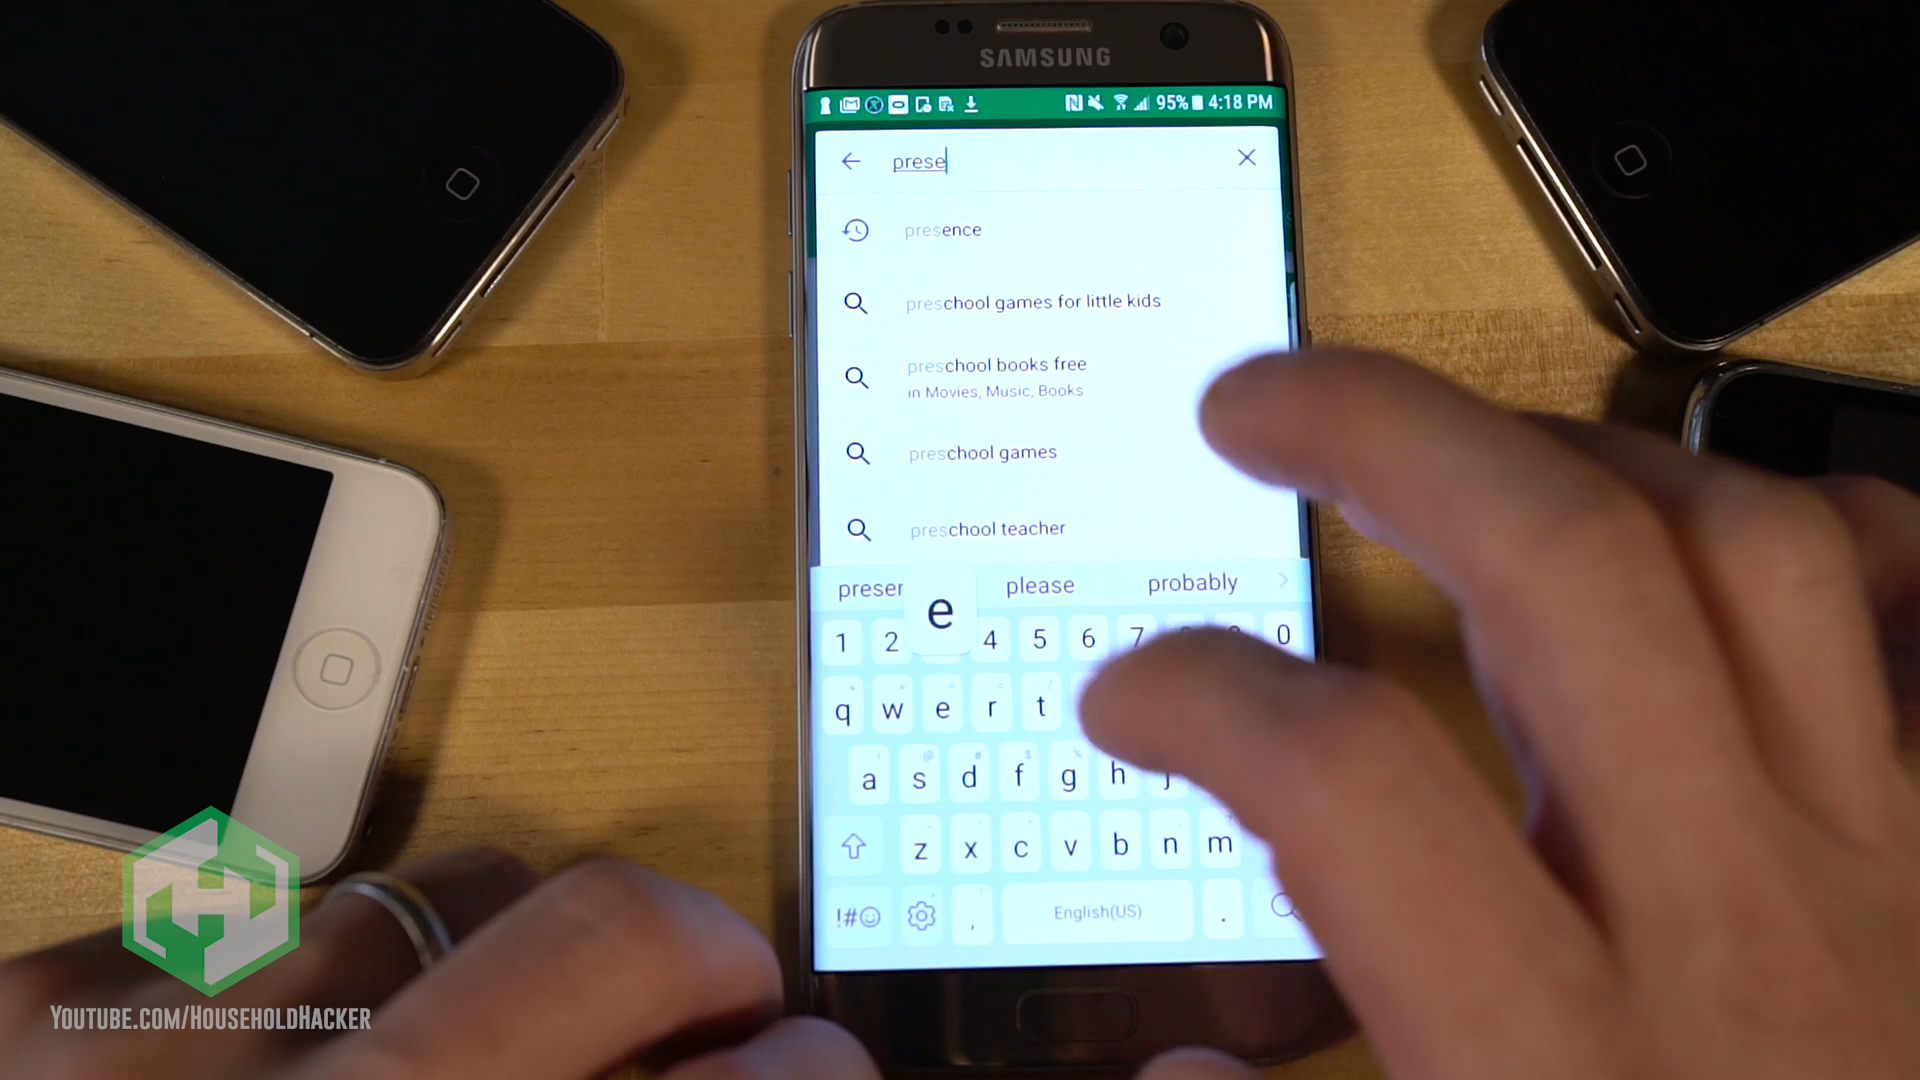 SAMSUNG
95% 4:18 PM
prese
presence
preschool games for little kids
preschool books free
in Movies, Music, Books
preschool games
preschool teacher
please probably
e
1 2 4 5 6 7 0
q w e r t
a s d f g h j
z x c v b n m
!#☺ , English(US) .
YOUTUBE.COM/HOUSEHOLDHACKER